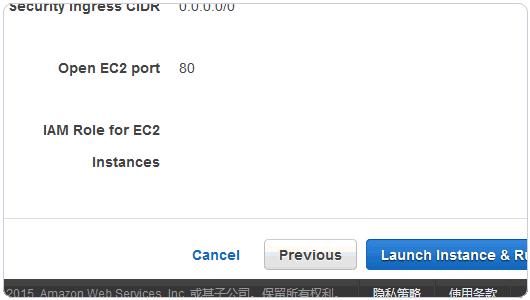 Security Ingress CIDR 0.0.0.0/0
Open EC2 port 80
IAM Role for EC2
Instances
Cancel Previous Launch Instance & Ru
2015, Amazon Web Services, Inc. 或其子公司。保留所有权利。 隐私策略 使用条款